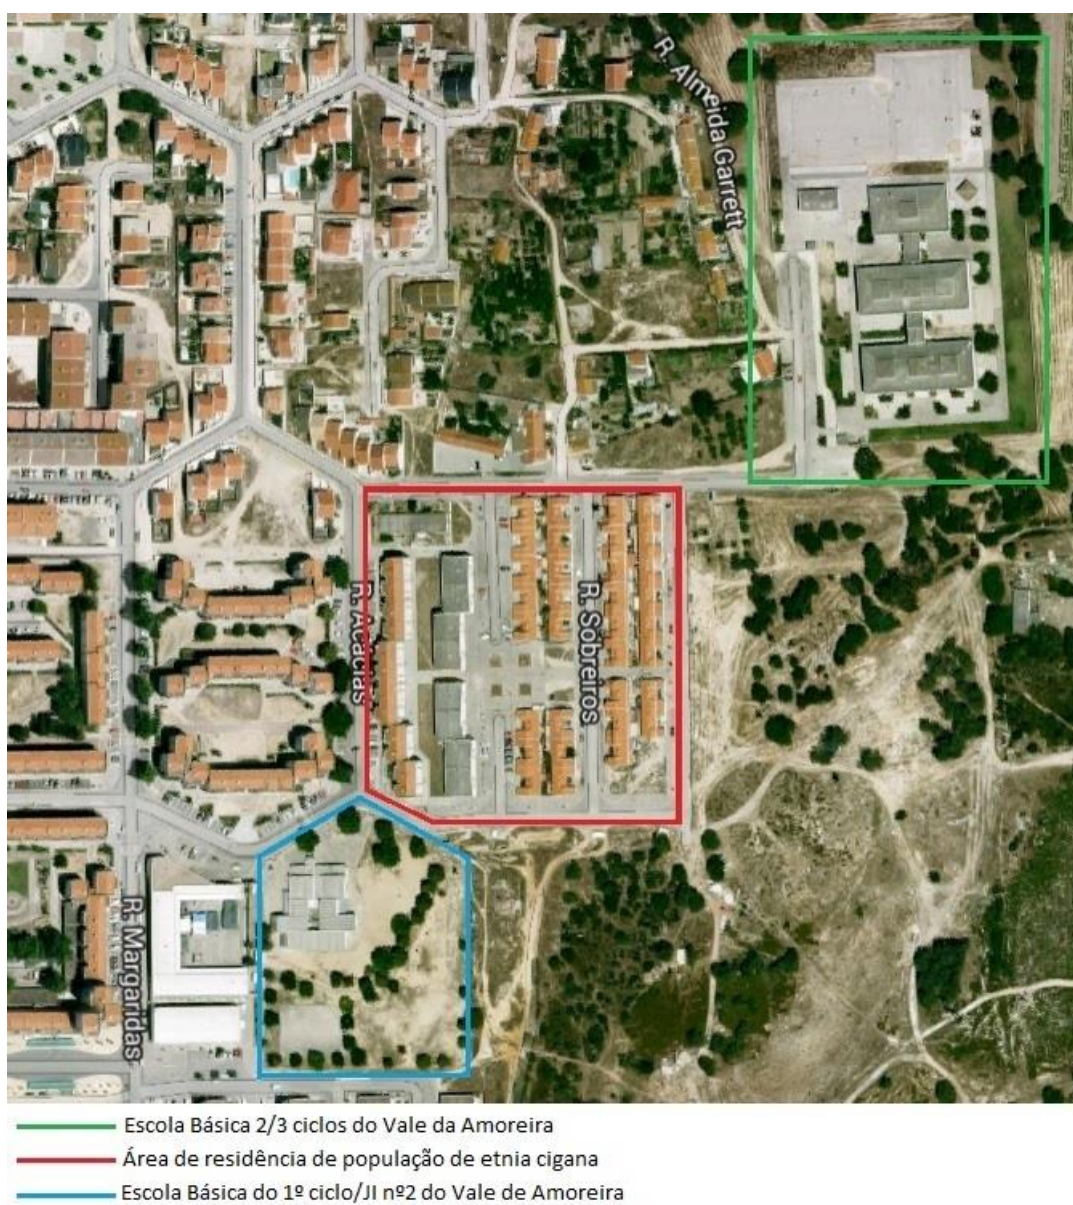 R. Almeida Garrett
R. Acácias
R. Sobreiros
R. Margaridas
Escola Básica 2/3 ciclos do Vale da Amoreira
Área de residência de população de etnia cigana
Escola Básica do 1º ciclo/JI nº2 do Vale de Amoreira